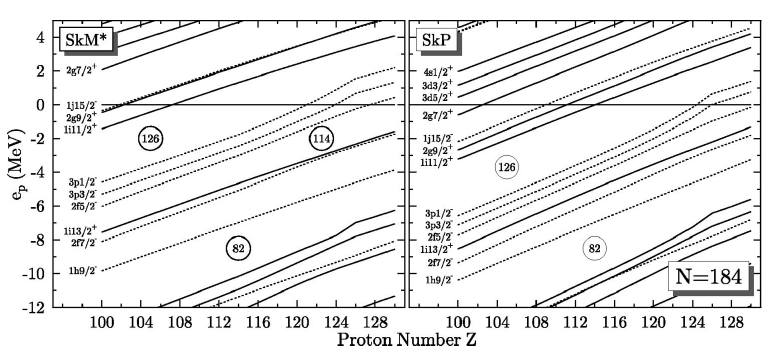 SkM*
SkP
4
2
0
-2
-4
-6
-8
-10
-12
e_p (MeV)
2g7/2+
1j15/2-
2g9/2+
1i11/2+
3p1/2-
3p3/2-
2f5/2-
1i13/2+
2f7/2-
1h9/2-
126
114
82
4s1/2+
3d3/2+
3d5/2+
2g7/2+
1j15/2-
2g9/2+
1i11/2+
3p1/2-
3p3/2-
2f5/2-
1i13/2+
2f7/2-
1h9/2-
126
82
N=184
100 104 108 112 116 120 124 128
100 104 108 112 116 120 124 128
Proton Number Z